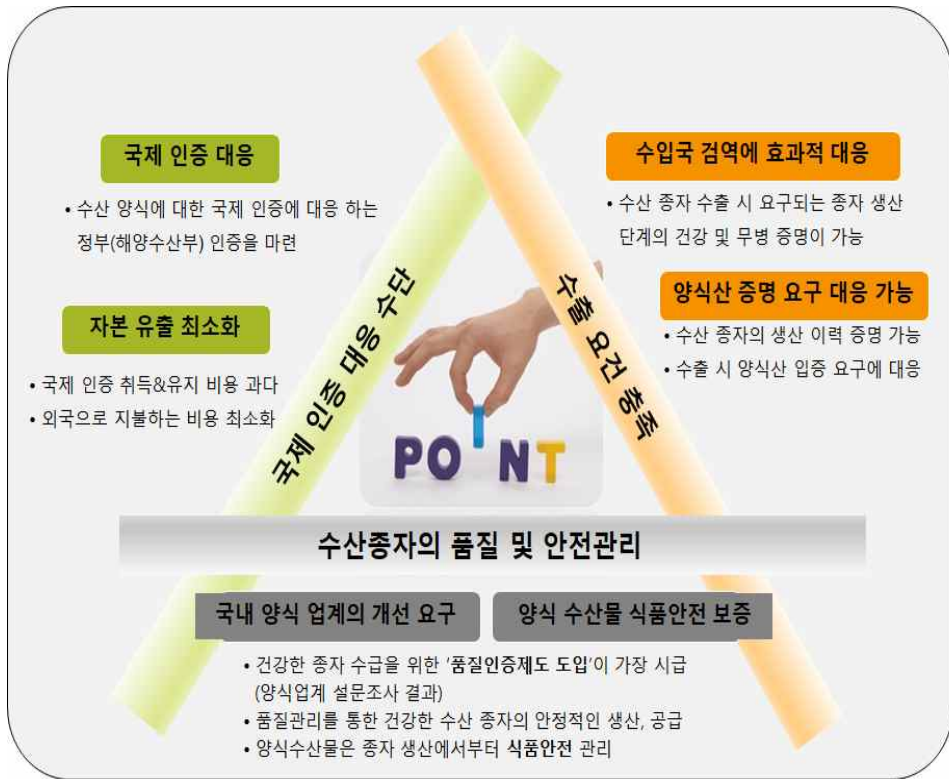 국제 인증 대응
• 수산 양식에 대한 국제 인증에 대응 하는
정부(해양수산부) 인증을 마련
자본 유출 최소화
• 국제 인증 취득&유지 비용 과다
• 외국으로 지불하는 비용 최소화
국제 인증 대응 수단
POINT
수출 요건 충족
수입국 검역에 효과적 대응
• 수산 종자 수출 시 요구되는 종자 생산
단계의 건강 및 무병 증명이 가능
양식산 증명 요구 대응 가능
• 수산 종자의 생산 이력 증명 가능
• 수출 시 양식산 입증 요구에 대응
수산종자의 품질 및 안전관리
국내 양식 업계의 개선 요구
양식 수산물 식품안전 보증
• 건강한 종자 수급을 위한 ‘품질인증제도 도입’이 가장 시급
(양식업계 설문조사 결과)
• 품질관리를 통한 건강한 수산 종자의 안정적인 생산, 공급
• 양식수산물은 종자 생산에서부터 식품안전 관리